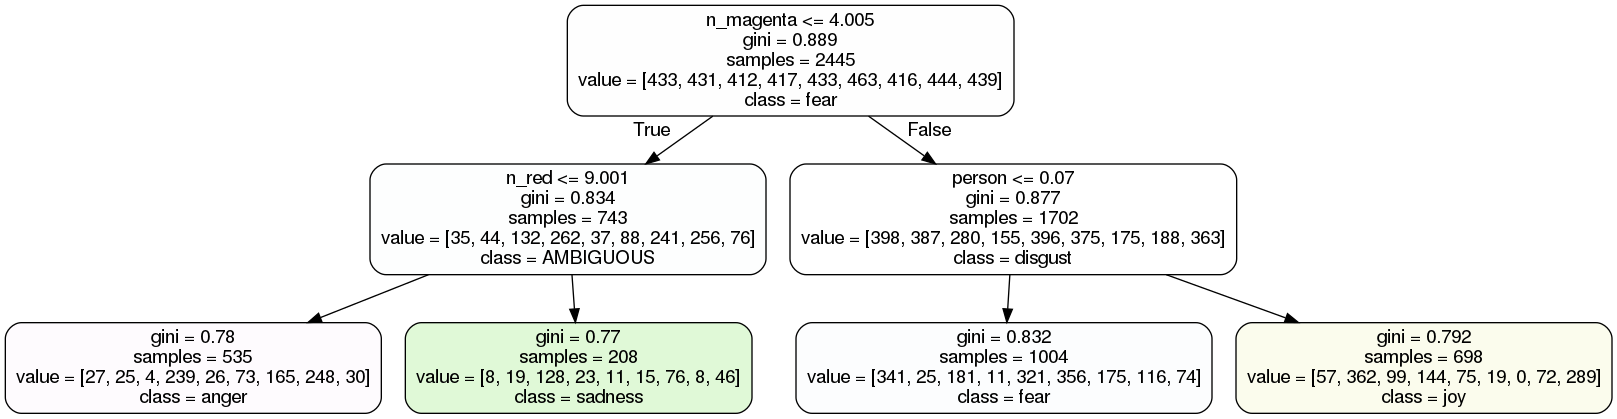 n_magenta <= 4.005
gini = 0.889
samples = 2445
value = [433, 431, 412, 417, 433, 463, 416, 444, 439]
class = fear
True
False
n_red <= 9.001
gini = 0.834
samples = 743
value = [35, 44, 132, 262, 37, 88, 241, 256, 76]
class = AMBIGUOUS
person <= 0.07
gini = 0.877
samples = 1702
value = [398, 387, 280, 155, 396, 375, 175, 188, 363]
class = disgust
gini = 0.78
samples = 535
value = [27, 25, 4, 239, 26, 73, 165, 248, 30]
class = anger
gini = 0.77
samples = 208
value = [8, 19, 128, 23, 11, 15, 76, 8, 46]
class = sadness
gini = 0.832
samples = 1004
value = [341, 25, 181, 11, 321, 356, 175, 116, 74]
class = fear
gini = 0.792
samples = 698
value = [57, 362, 99, 144, 75, 19, 0, 72, 289]
class = joy